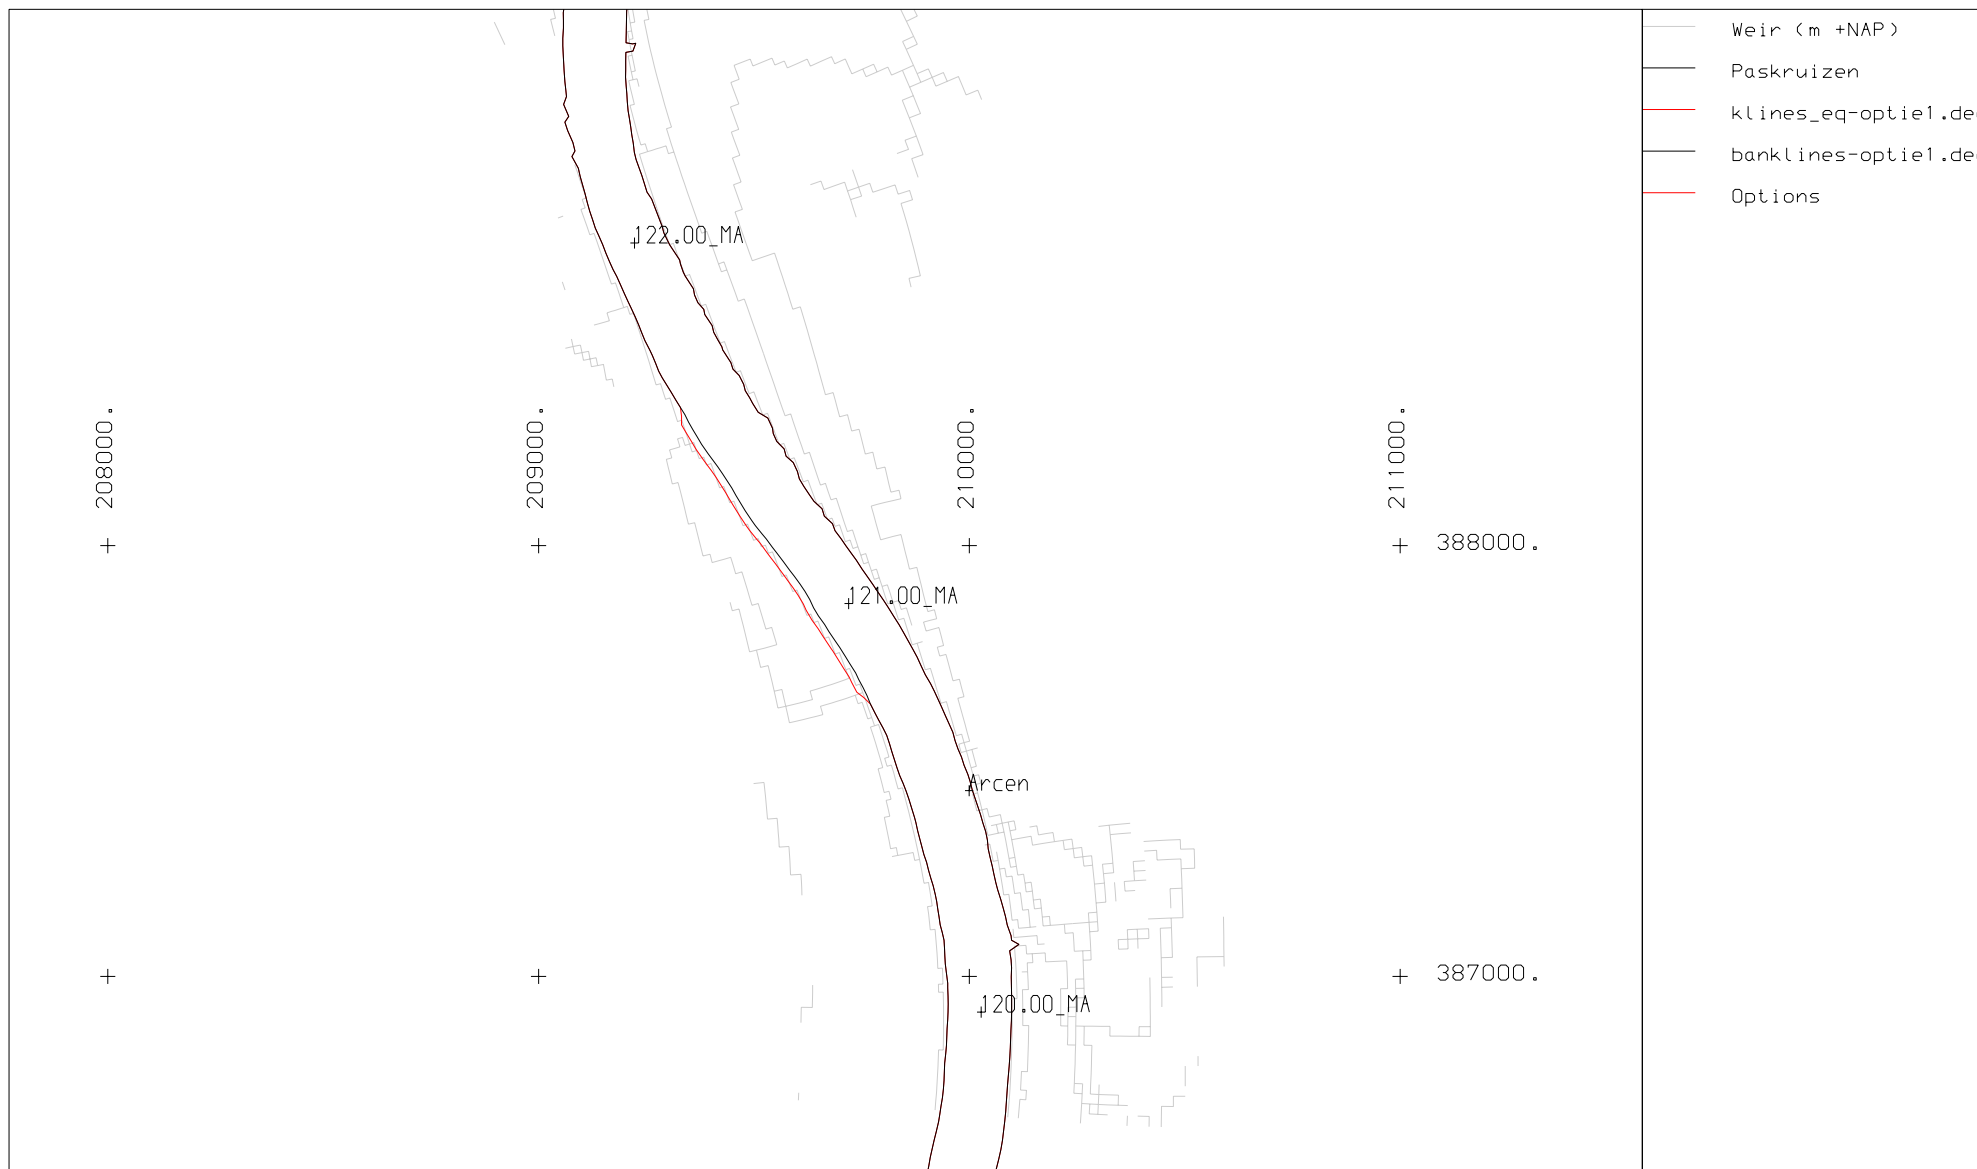 Weir (m +NAP)
Paskruizen
klines_eq-optie1.de
banklines-optie1.de
Options
122.00_MA
208000.
209000.
210000.
211000.
388000.
121.00_MA
Arcen
387000.
120.00_MA